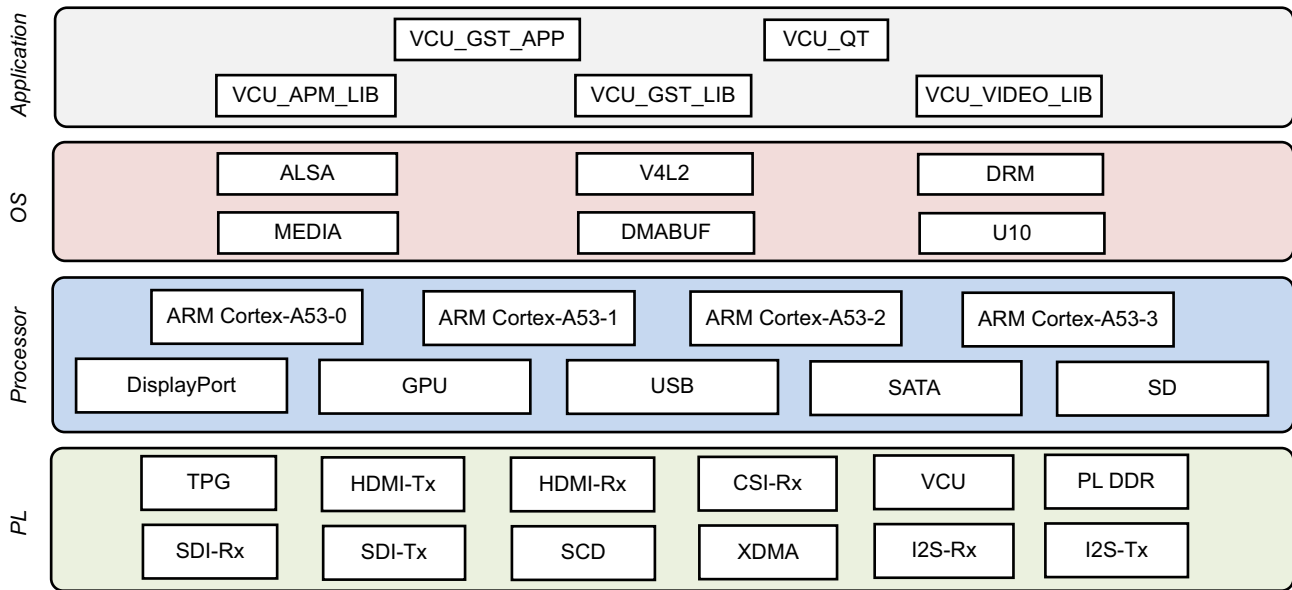 Application
VCU_GST_APP
VCU_QT
VCU_APM_LIB
VCU_GST_LIB
VCU_VIDEO_LIB
OS
ALSA
V4L2
DRM
MEDIA
DMABUF
U10
Processor
ARM Cortex-A53-0
ARM Cortex-A53-1
ARM Cortex-A53-2
ARM Cortex-A53-3
DisplayPort
GPU
USB
SATA
SD
PL
TPG
HDMI-Tx
HDMI-Rx
CSI-Rx
VCU
PL DDR
SDI-Rx
SDI-Tx
SCD
XDMA
I2S-Rx
I2S-Tx